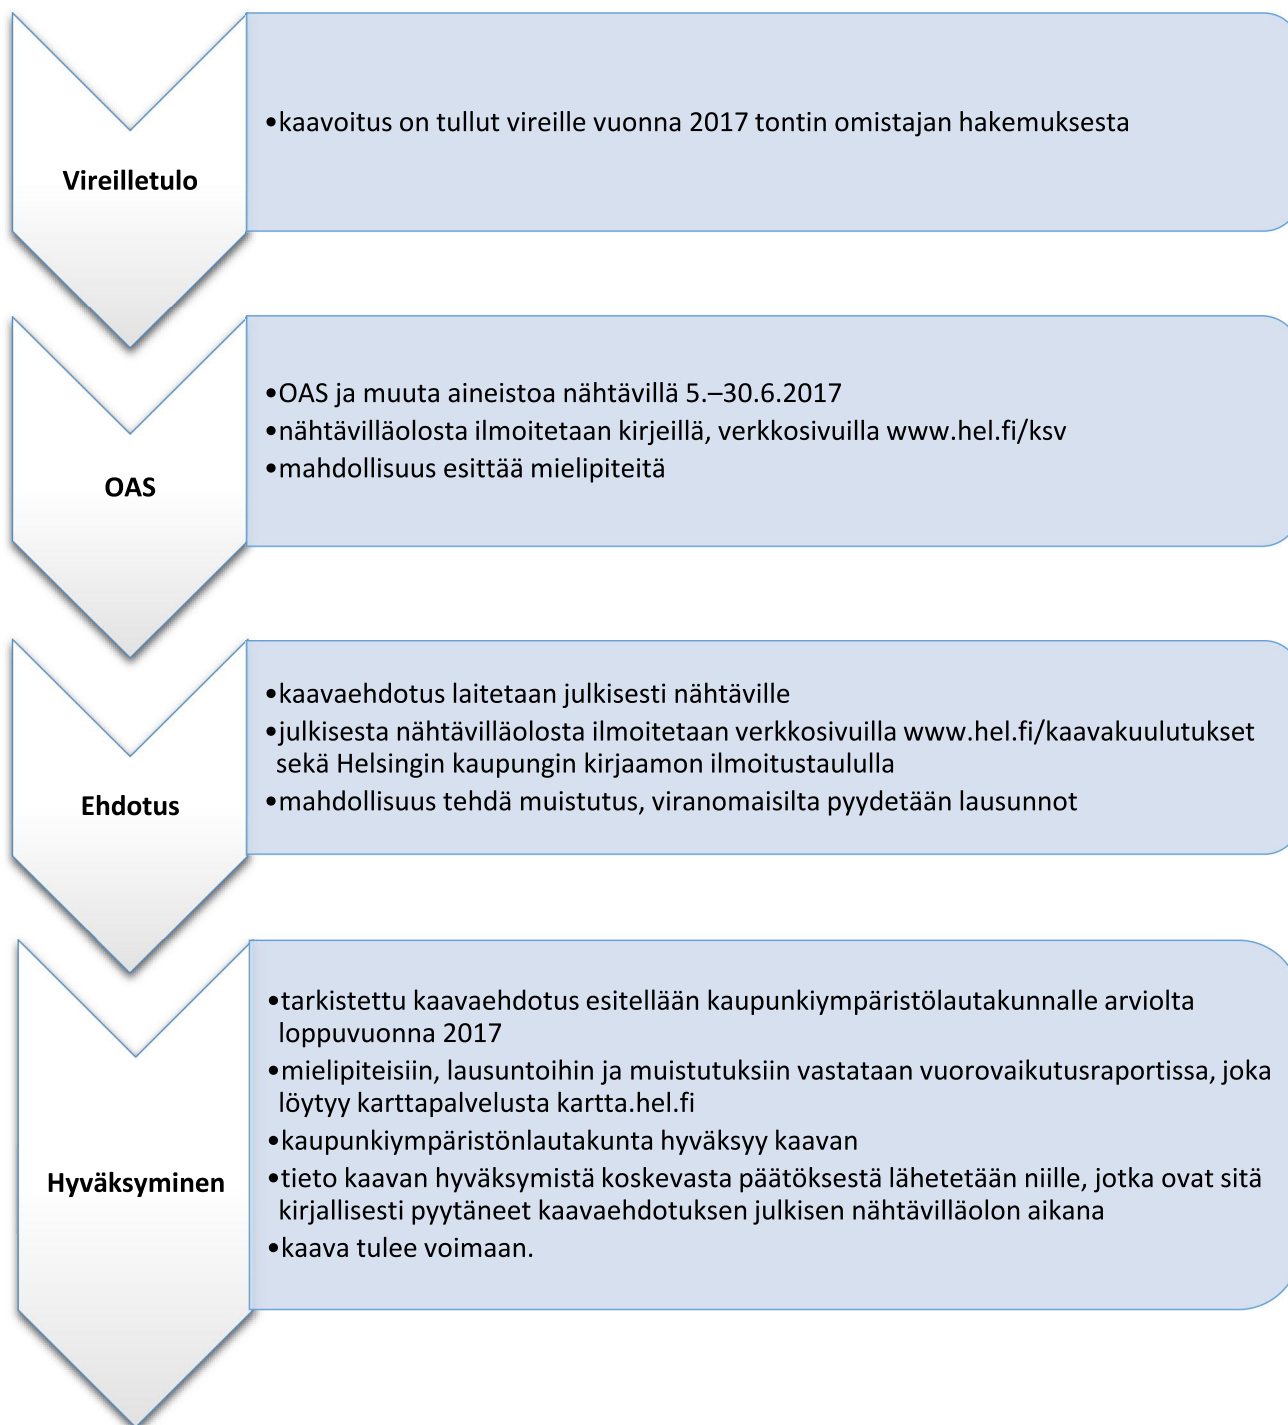 Vireilletulo
•kaavoitus on tullut vireille vuonna 2017 tontin omistajan hakemuksesta
OAS
•OAS ja muuta aineistoa nähtävillä 5.–30.6.2017
•nähtävilläolosta ilmoitetaan kirjeillä, verkkosivuilla www.hel.fi/ksv
•mahdollisuus esittää mielipiteitä
Ehdotus
•kaavaehdotus laitetaan julkisesti nähtäville
•julkisesta nähtävilläolosta ilmoitetaan verkkosivuilla www.hel.fi/kaavakuulutukset
sekä Helsingin kaupungin kirjaamon ilmoitustaululla
•mahdollisuus tehdä muistutus, viranomaisilta pyydetään lausunnot
Hyväksyminen
•tarkistettu kaavaehdotus esitellään kaupunkiympäristölautakunnalle arviolta
loppuvuonna 2017
•mielipiteisiin, lausuntoihin ja muistutuksiin vastataan vuorovaikutusraportissa, joka
löytyy karttapalvelusta kartta.hel.fi
•kaupunkiympäristönlautakunta hyväksyy kaavan
•tieto kaavan hyväksymistä koskevasta päätöksestä lähetetään niille, jotka ovat sitä
kirjallisesti pyytäneet kaavaehdotuksen julkisen nähtävilläolon aikana
•kaava tulee voimaan.